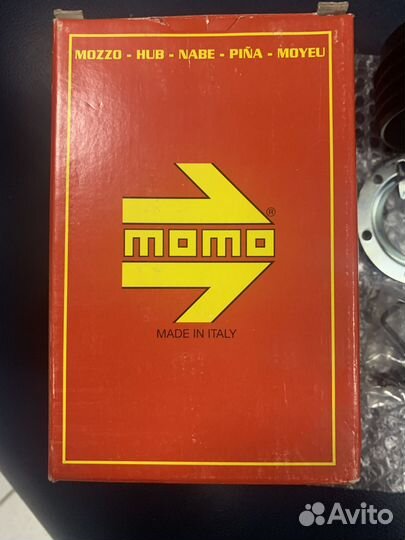 MOZZO - HUB - NABE - PIÑA - MOYEU
momo®
MADE IN ITALY
Avito